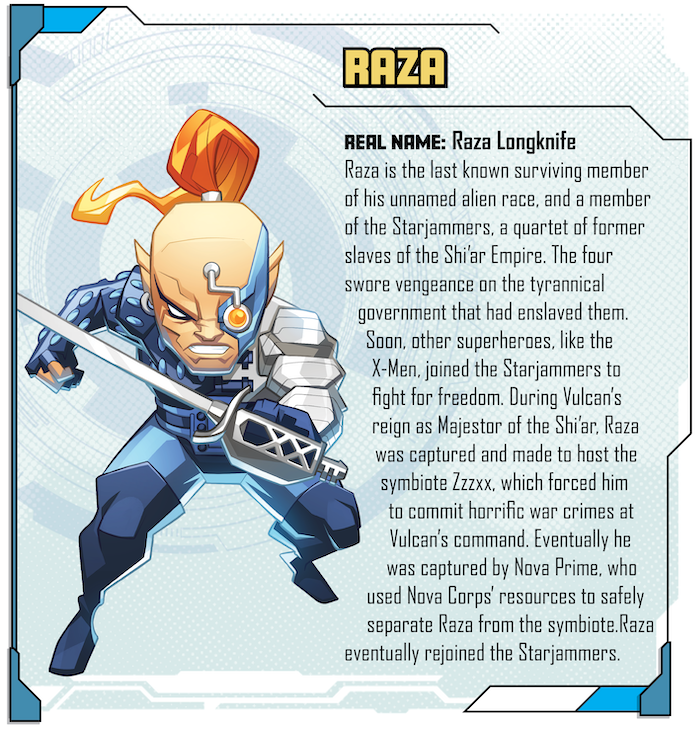 RAZA
REAL NAME: Raza Longknife
Raza is the last known surviving member
of his unnamed alien race, and a member
of the Starjammers, a quartet of former
slaves of the Shi’ar Empire. The four
swore vengeance on the tyrannical
government that had enslaved them.
Soon, other superheroes, like the
X-Men, joined the Starjammers to
fight for freedom. During Vulcan’s
reign as Majestor of the Shi’ar, Raza
was captured and made to host the
symbiote Zzzxx, which forced him
to commit horrific war crimes at
Vulcan’s command. Eventually he
was captured by Nova Prime, who
used Nova Corps’ resources to safely
separate Raza from the symbiote.Raza
eventually rejoined the Starjammers.